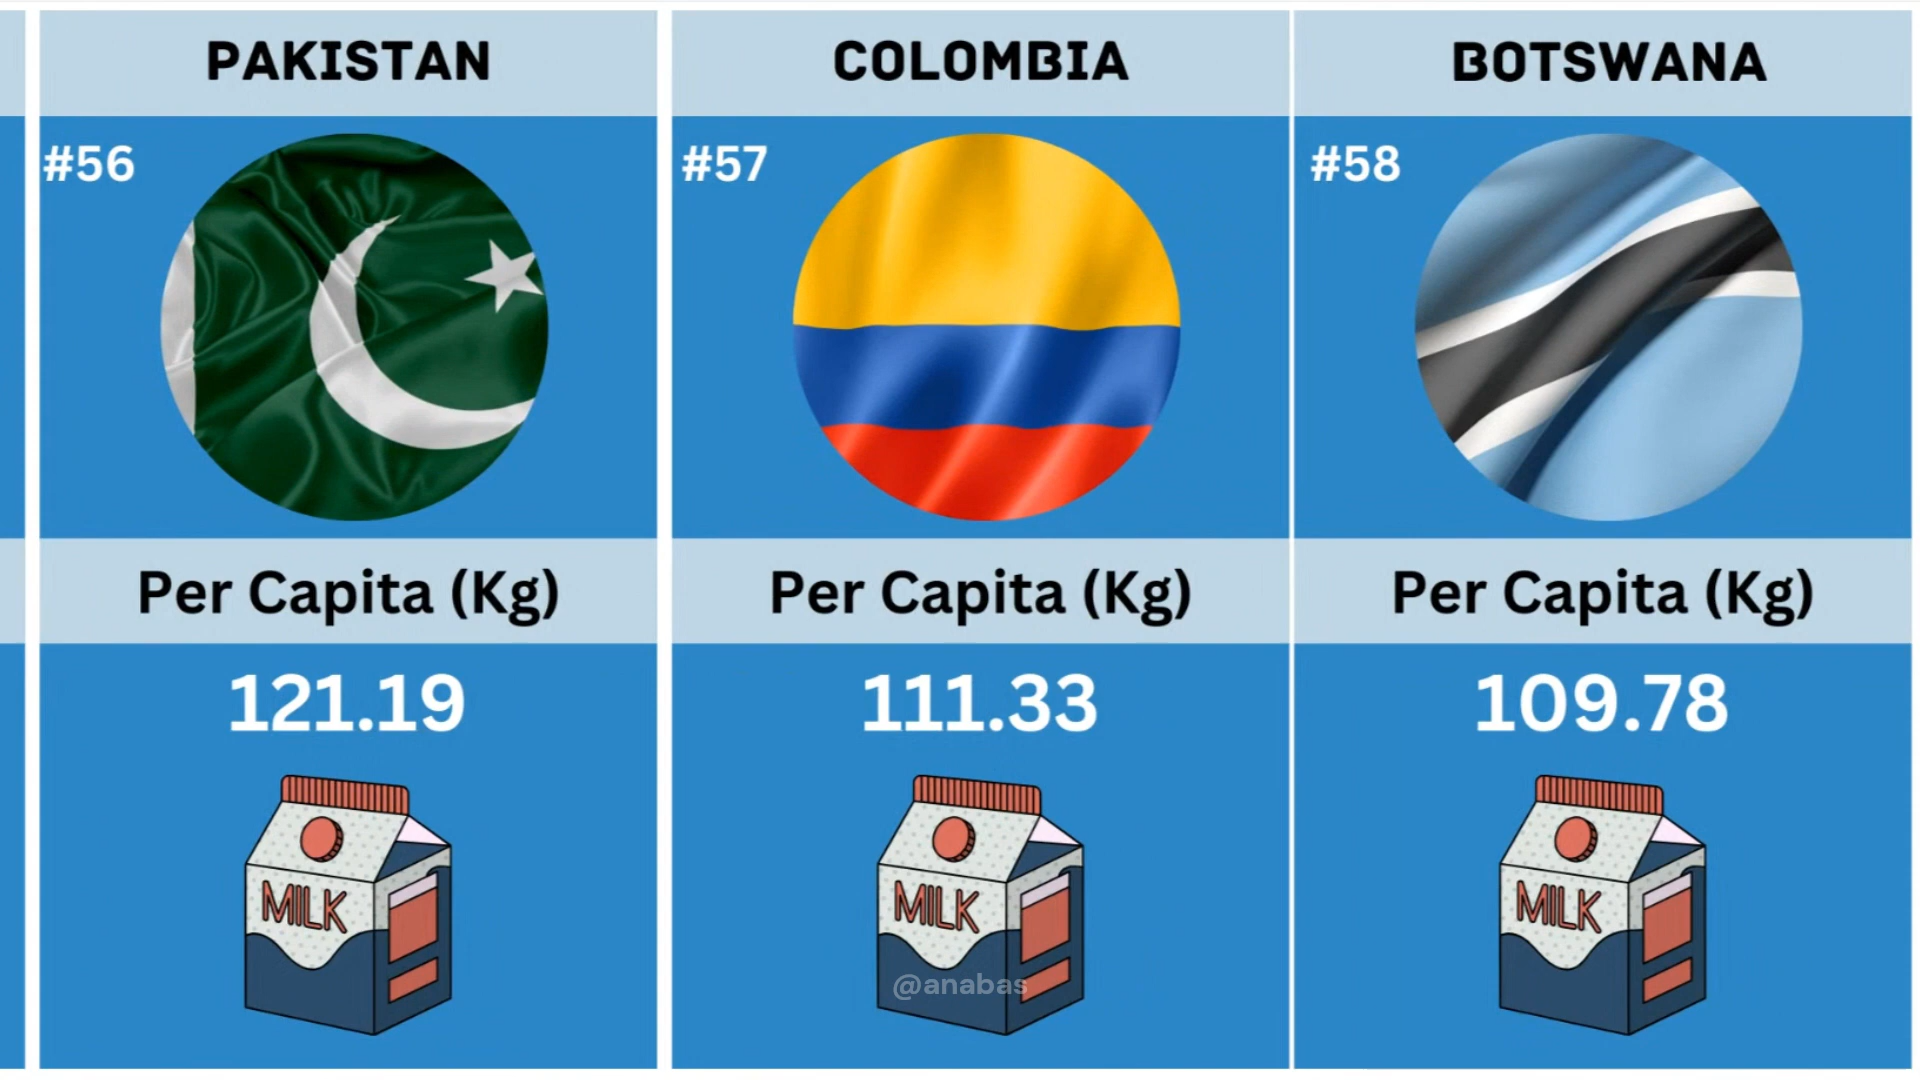 PAKISTAN
#56
Per Capita (Kg)
121.19
MILK
COLOMBIA
#57
Per Capita (Kg)
111.33
MILK
@anabas
BOTSWANA
#58
Per Capita (Kg)
109.78
MILK